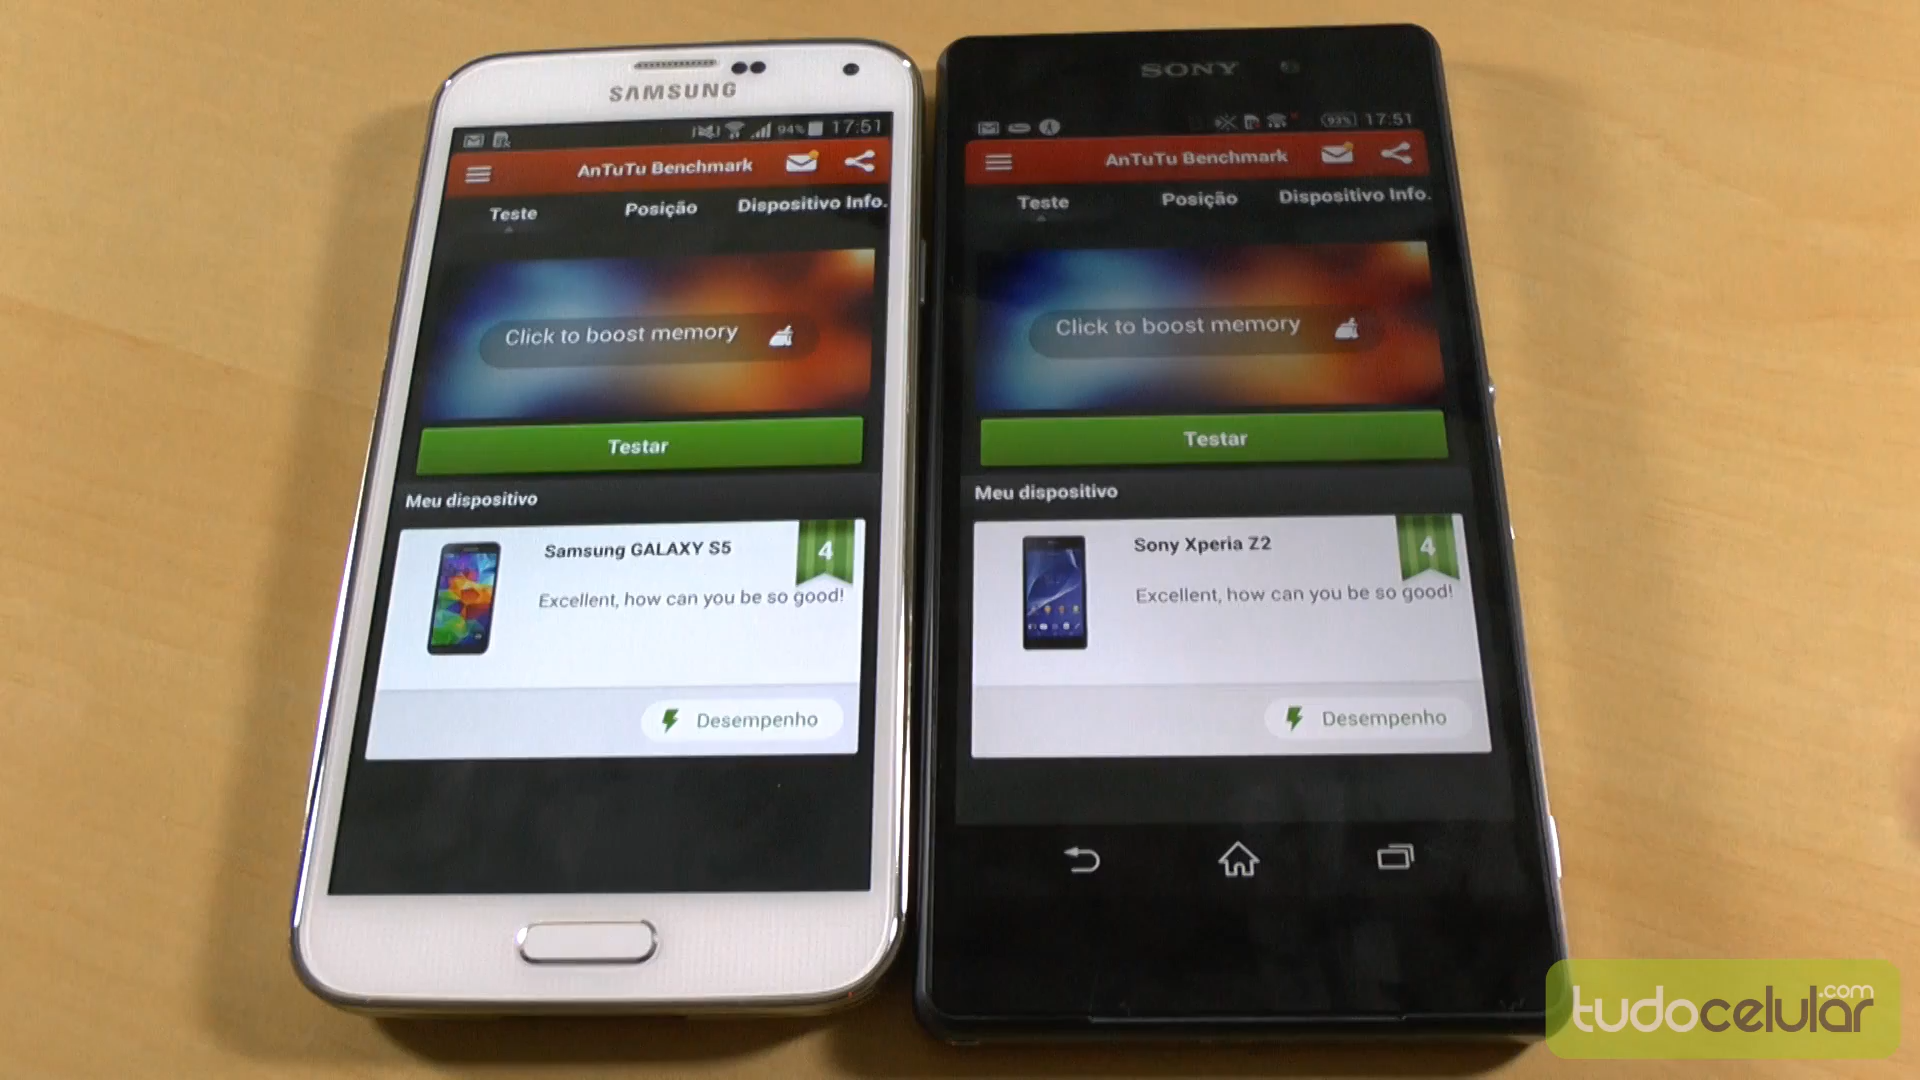 SAMSUNG
94% 17:51
AnTuTu Benchmark
Teste Posição Dispositivo Info.
Click to boost memory
Testar
Meu dispositivo
Samsung GALAXY S5
4
Excellent, how can you be so good!
Desempenho
SONY
93% 17:51
AnTuTu Benchmark
Teste Posição Dispositivo Info.
Click to boost memory
Testar
Meu dispositivo
Sony Xperia Z2
4
Excellent, how can you be so good!
Desempenho
tudocelular.com